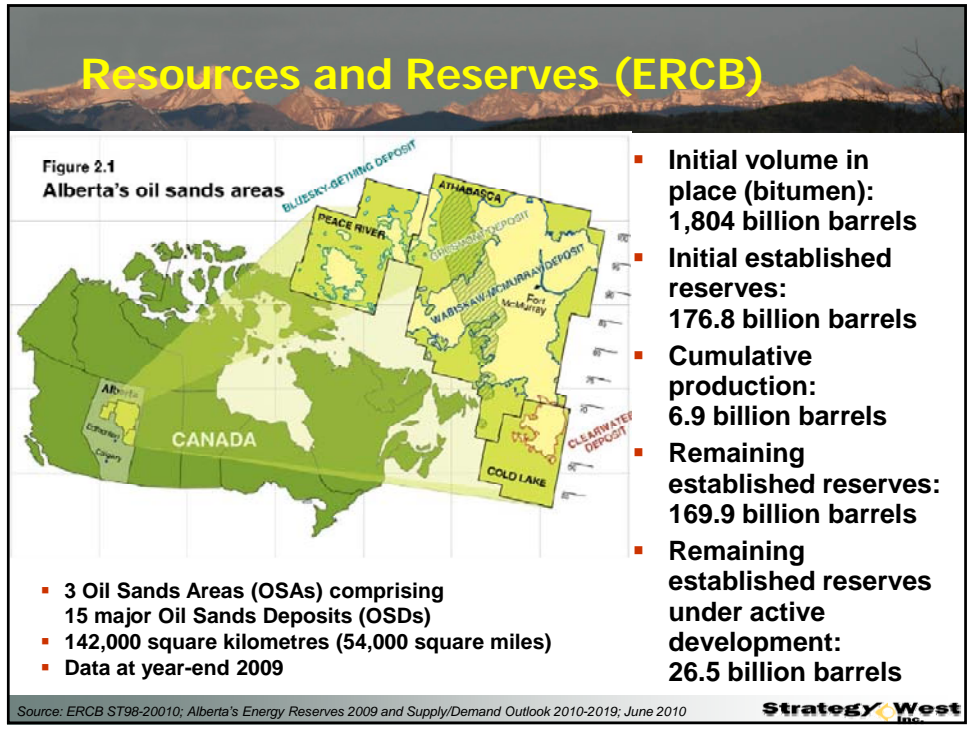 Resources and Reserves (ERCB)
Figure 2.1
Alberta's oil sands areas
BLUESKY-GETHING DEPOSIT
PEACE RIVER
ATHABASCA
GROSMONT DEPOSIT
WABISKAW-MCMURRAY DEPOSIT
Fort
McMurray
CLEARWATER
DEPOSIT
COLD LAKE
Alberta
Edmonton
Calgary
CANADA
▪ Initial volume in
place (bitumen):
1,804 billion barrels
▪ Initial established
reserves:
176.8 billion barrels
▪ Cumulative
production:
6.9 billion barrels
▪ Remaining
established reserves:
169.9 billion barrels
▪ Remaining
established reserves
under active
development:
26.5 billion barrels
▪ 3 Oil Sands Areas (OSAs) comprising
15 major Oil Sands Deposits (OSDs)
▪ 142,000 square kilometres (54,000 square miles)
▪ Data at year-end 2009
Source: ERCB ST98-20010; Alberta's Energy Reserves 2009 and Supply/Demand Outlook 2010-2019; June 2010
Strategy West
Inc.